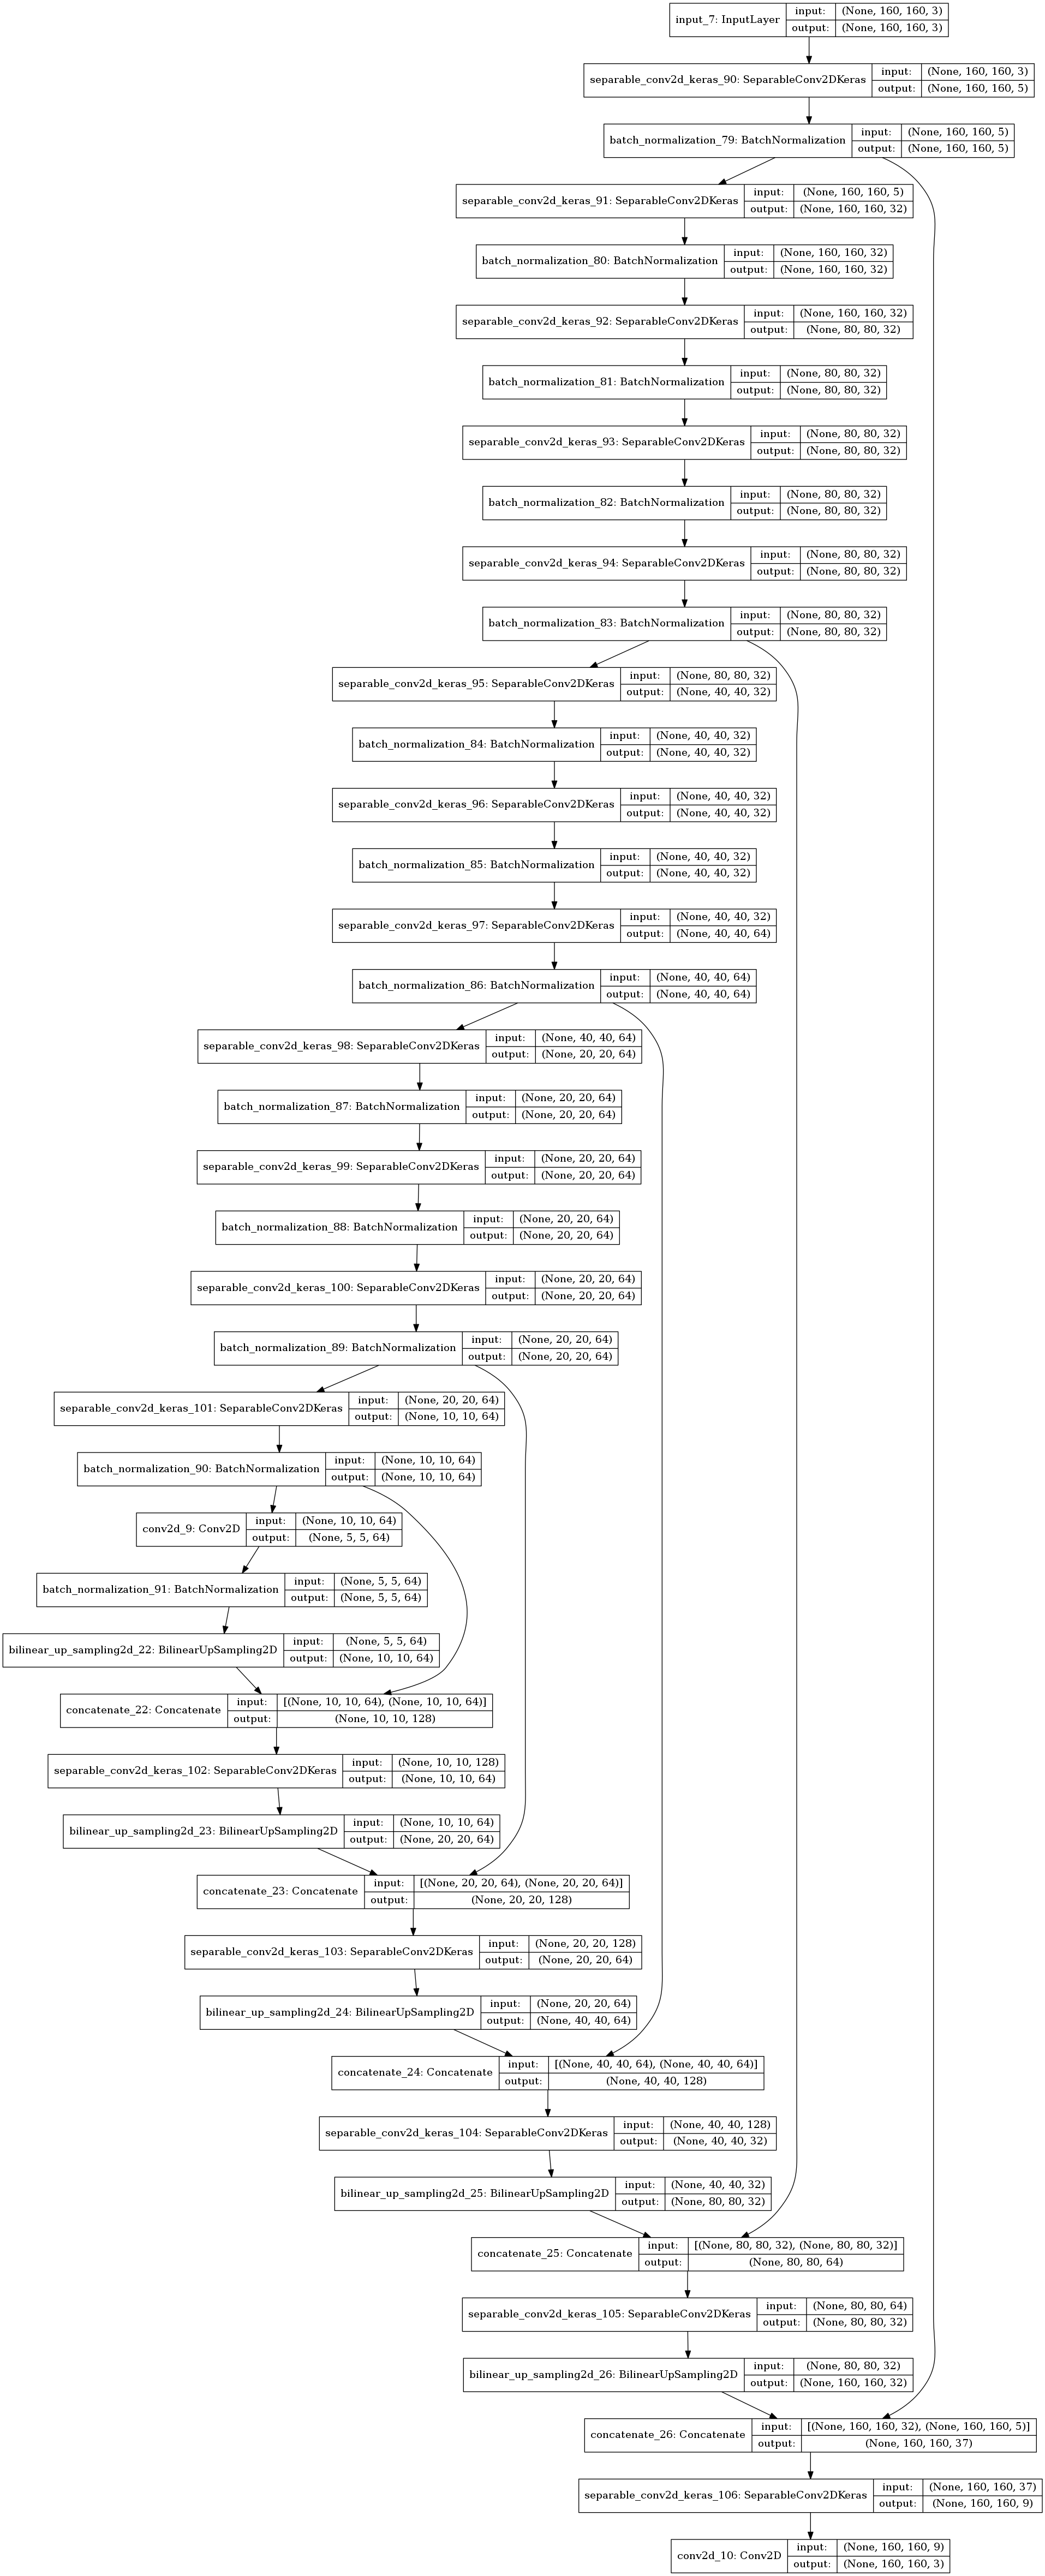 input_7: InputLayer input: (None, 160, 160, 3)
output: (None, 160, 160, 3)
separable_conv2d_keras_90: SeparableConv2DKeras input: (None, 160, 160, 3)
output: (None, 160, 160, 5)
batch_normalization_79: BatchNormalization input: (None, 160, 160, 5)
output: (None, 160, 160, 5)
separable_conv2d_keras_91: SeparableConv2DKeras input: (None, 160, 160, 5)
output: (None, 160, 160, 32)
batch_normalization_80: BatchNormalization input: (None, 160, 160, 32)
output: (None, 160, 160, 32)
separable_conv2d_keras_92: SeparableConv2DKeras input: (None, 160, 160, 32)
output: (None, 80, 80, 32)
batch_normalization_81: BatchNormalization input: (None, 80, 80, 32)
output: (None, 80, 80, 32)
separable_conv2d_keras_93: SeparableConv2DKeras input: (None, 80, 80, 32)
output: (None, 80, 80, 32)
batch_normalization_82: BatchNormalization input: (None, 80, 80, 32)
output: (None, 80, 80, 32)
separable_conv2d_keras_94: SeparableConv2DKeras input: (None, 80, 80, 32)
output: (None, 80, 80, 32)
batch_normalization_83: BatchNormalization input: (None, 80, 80, 32)
output: (None, 80, 80, 32)
separable_conv2d_keras_95: SeparableConv2DKeras input: (None, 80, 80, 32)
output: (None, 40, 40, 32)
batch_normalization_84: BatchNormalization input: (None, 40, 40, 32)
output: (None, 40, 40, 32)
separable_conv2d_keras_96: SeparableConv2DKeras input: (None, 40, 40, 32)
output: (None, 40, 40, 32)
batch_normalization_85: BatchNormalization input: (None, 40, 40, 32)
output: (None, 40, 40, 32)
separable_conv2d_keras_97: SeparableConv2DKeras input: (None, 40, 40, 32)
output: (None, 40, 40, 64)
batch_normalization_86: BatchNormalization input: (None, 40, 40, 64)
output: (None, 40, 40, 64)
separable_conv2d_keras_98: SeparableConv2DKeras input: (None, 40, 40, 64)
output: (None, 20, 20, 64)
batch_normalization_87: BatchNormalization input: (None, 20, 20, 64)
output: (None, 20, 20, 64)
separable_conv2d_keras_99: SeparableConv2DKeras input: (None, 20, 20, 64)
output: (None, 20, 20, 64)
batch_normalization_88: BatchNormalization input: (None, 20, 20, 64)
output: (None, 20, 20, 64)
separable_conv2d_keras_100: SeparableConv2DKeras input: (None, 20, 20, 64)
output: (None, 20, 20, 64)
batch_normalization_89: BatchNormalization input: (None, 20, 20, 64)
output: (None, 20, 20, 64)
separable_conv2d_keras_101: SeparableConv2DKeras input: (None, 20, 20, 64)
output: (None, 10, 10, 64)
batch_normalization_90: BatchNormalization input: (None, 10, 10, 64)
output: (None, 10, 10, 64)
conv2d_9: Conv2D input: (None, 10, 10, 64)
output: (None, 5, 5, 64)
batch_normalization_91: BatchNormalization input: (None, 5, 5, 64)
output: (None, 5, 5, 64)
bilinear_up_sampling2d_22: BilinearUpSampling2D input: (None, 5, 5, 64)
output: (None, 10, 10, 64)
concatenate_22: Concatenate input: [(None, 10, 10, 64), (None, 10, 10, 64)]
output: (None, 10, 10, 128)
separable_conv2d_keras_102: SeparableConv2DKeras input: (None, 10, 10, 128)
output: (None, 10, 10, 64)
bilinear_up_sampling2d_23: BilinearUpSampling2D input: (None, 10, 10, 64)
output: (None, 20, 20, 64)
concatenate_23: Concatenate input: [(None, 20, 20, 64), (None, 20, 20, 64)]
output: (None, 20, 20, 128)
separable_conv2d_keras_103: SeparableConv2DKeras input: (None, 20, 20, 128)
output: (None, 20, 20, 64)
bilinear_up_sampling2d_24: BilinearUpSampling2D input: (None, 20, 20, 64)
output: (None, 40, 40, 64)
concatenate_24: Concatenate input: [(None, 40, 40, 64), (None, 40, 40, 64)]
output: (None, 40, 40, 128)
separable_conv2d_keras_104: SeparableConv2DKeras input: (None, 40, 40, 128)
output: (None, 40, 40, 32)
bilinear_up_sampling2d_25: BilinearUpSampling2D input: (None, 40, 40, 32)
output: (None, 80, 80, 32)
concatenate_25: Concatenate input: [(None, 80, 80, 32), (None, 80, 80, 32)]
output: (None, 80, 80, 64)
separable_conv2d_keras_105: SeparableConv2DKeras input: (None, 80, 80, 64)
output: (None, 80, 80, 32)
bilinear_up_sampling2d_26: BilinearUpSampling2D input: (None, 80, 80, 32)
output: (None, 160, 160, 32)
concatenate_26: Concatenate input: [(None, 160, 160, 32), (None, 160, 160, 5)]
output: (None, 160, 160, 37)
separable_conv2d_keras_106: SeparableConv2DKeras input: (None, 160, 160, 37)
output: (None, 160, 160, 9)
conv2d_10: Conv2D input: (None, 160, 160, 9)
output: (None, 160, 160, 3)